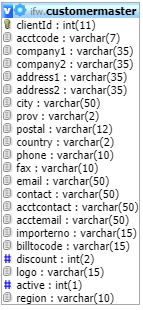 ifw.customermaster
clientId : int(11)
acctcode : varchar(7)
company1 : varchar(35)
company2 : varchar(35)
address1 : varchar(35)
address2 : varchar(35)
city : varchar(50)
prov : varchar(2)
postal : varchar(12)
country : varchar(2)
phone : varchar(10)
fax : varchar(10)
email : varchar(50)
contact : varchar(50)
acctcontact : varchar(50)
acctemail : varchar(50)
importerno : varchar(15)
billtocode : varchar(15)
# discount : int(2)
logo : varchar(15)
# active : int(1)
region : varchar(10)